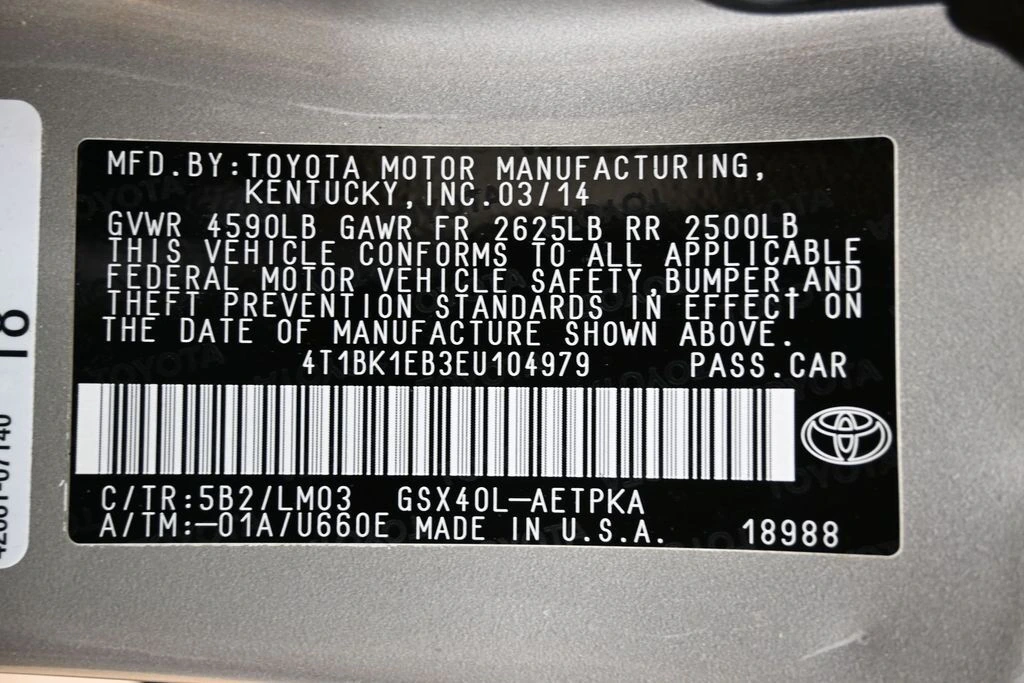 MFD.BY:TOYOTA MOTOR MANUFACTURING,
KENTUCKY,INC.03/14
GVWR 4590LB GAWR FR 2625LB RR 2500LB
THIS VEHICLE CONFORMS TO ALL APPLICABLE
FEDERAL MOTOR VEHICLE SAFETY,BUMPER,AND
THEFT PREVENTION STANDARDS IN EFFECT ON
THE DATE OF MANUFACTURE SHOWN ABOVE.
4T1BK1EB3EU104979 PASS.CAR
C/TR:5B2/LM03 GSX40L-AETPKA
A/TM:-01A/U660E MADE IN U.S.A. 18988
18